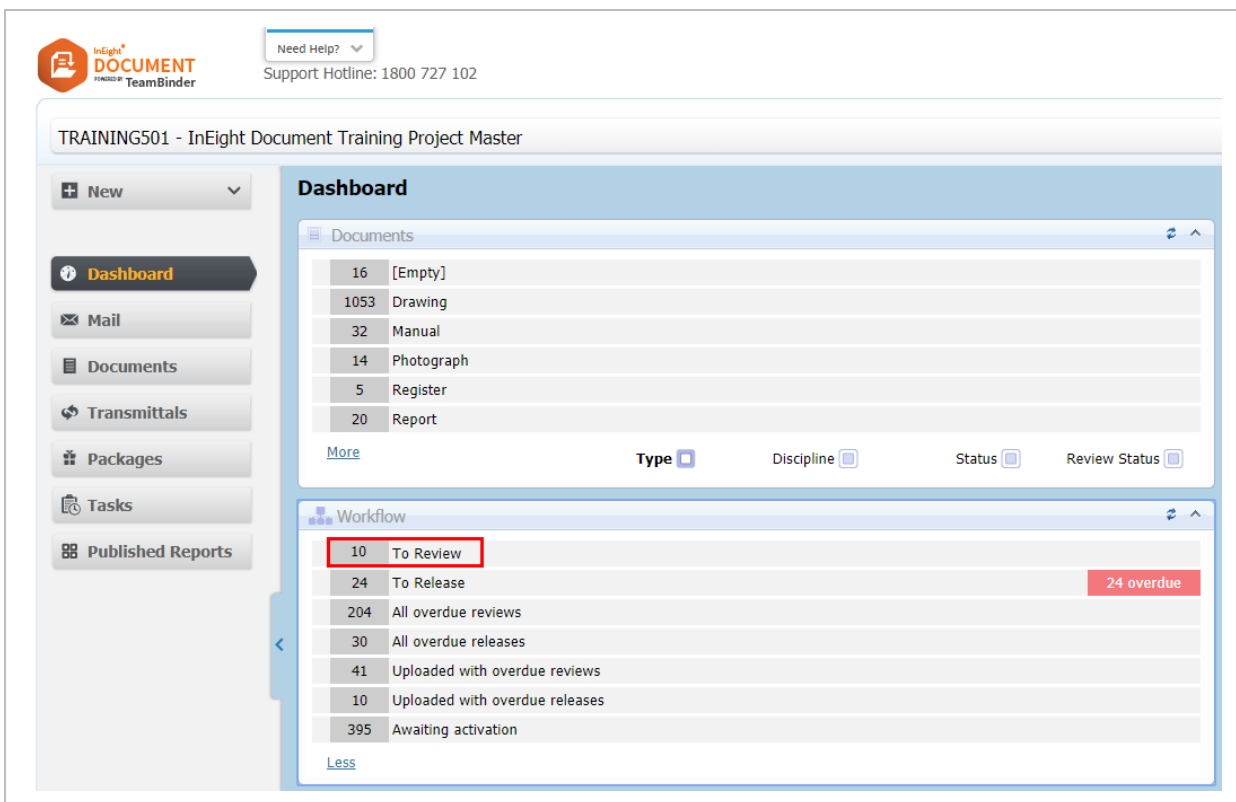 InEight
DOCUMENT
POWERED BY TeamBinder
Need Help?
Support Hotline: 1800 727 102
TRAINING501 - InEight Document Training Project Master
New
Dashboard
Mail
Documents
Transmittals
Packages
Tasks
Published Reports
Dashboard
Documents
16 [Empty]
1053 Drawing
32 Manual
14 Photograph
5 Register
20 Report
More Type Discipline Status Review Status
Workflow
10 To Review
24 To Release 24 overdue
204 All overdue reviews
30 All overdue releases
41 Uploaded with overdue reviews
10 Uploaded with overdue releases
395 Awaiting activation
Less